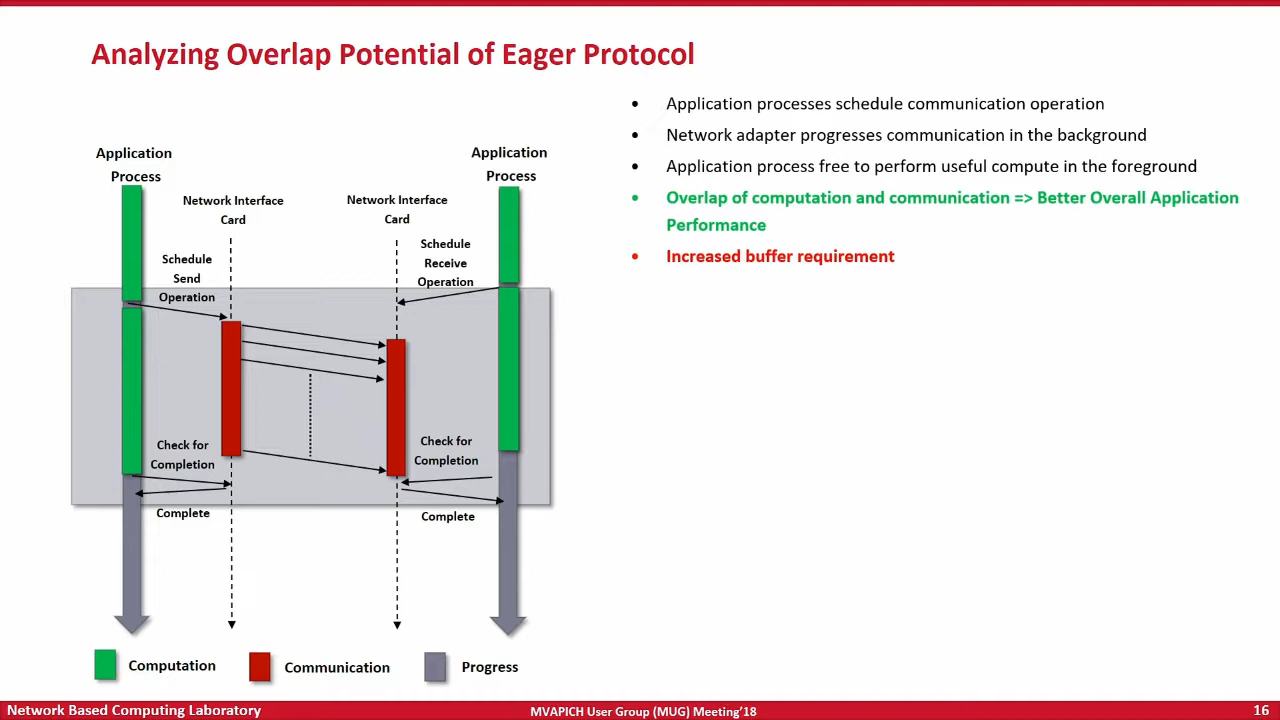 Analyzing Overlap Potential of Eager Protocol
• Application processes schedule communication operation
• Network adapter progresses communication in the background
• Application process free to perform useful compute in the foreground
• Overlap of computation and communication => Better Overall Application
Performance
• Increased buffer requirement
Application
Process
Network Interface
Card
Network Interface
Card
Application
Process
Schedule
Send
Operation
Schedule
Receive
Operation
Check for
Completion
Check for
Completion
Complete
Complete
Computation
Communication
Progress
Network Based Computing Laboratory
MVAPICH User Group (MUG) Meeting'18
16